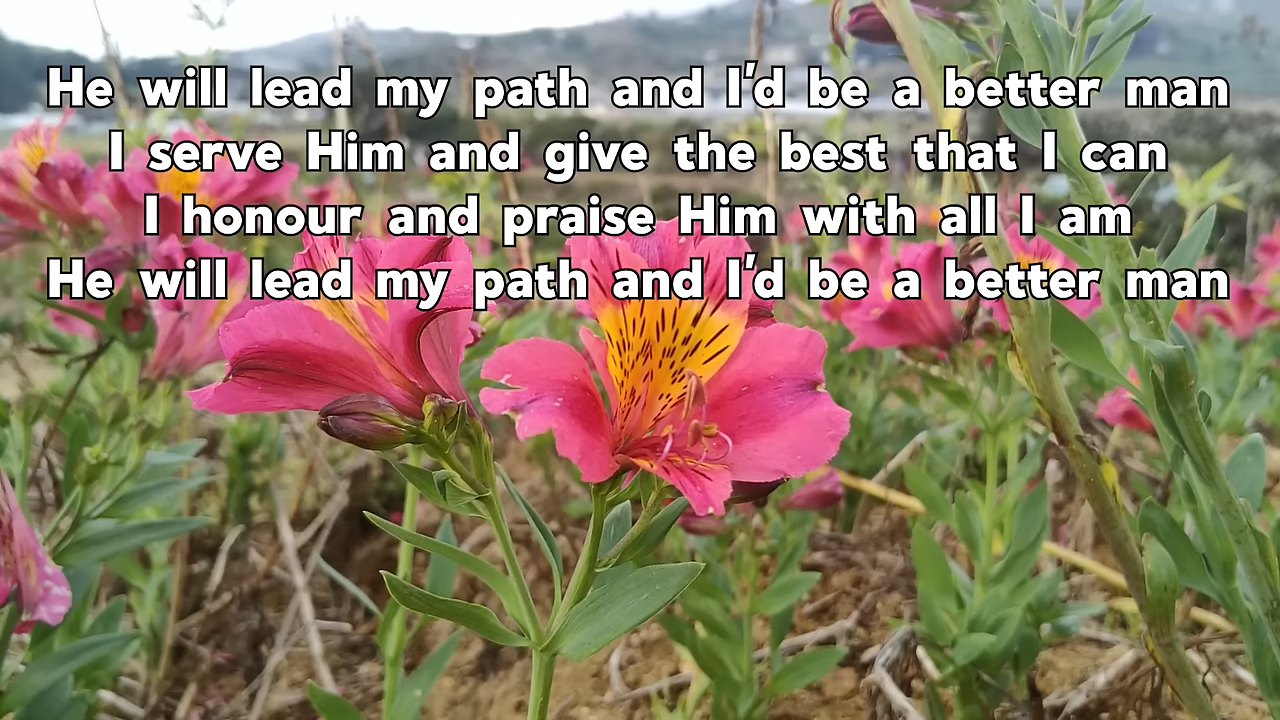 He will lead my path and I'd be a better man
I serve Him and give the best that I can
I honour and praise Him with all I am
He will lead my path and I'd be a better man